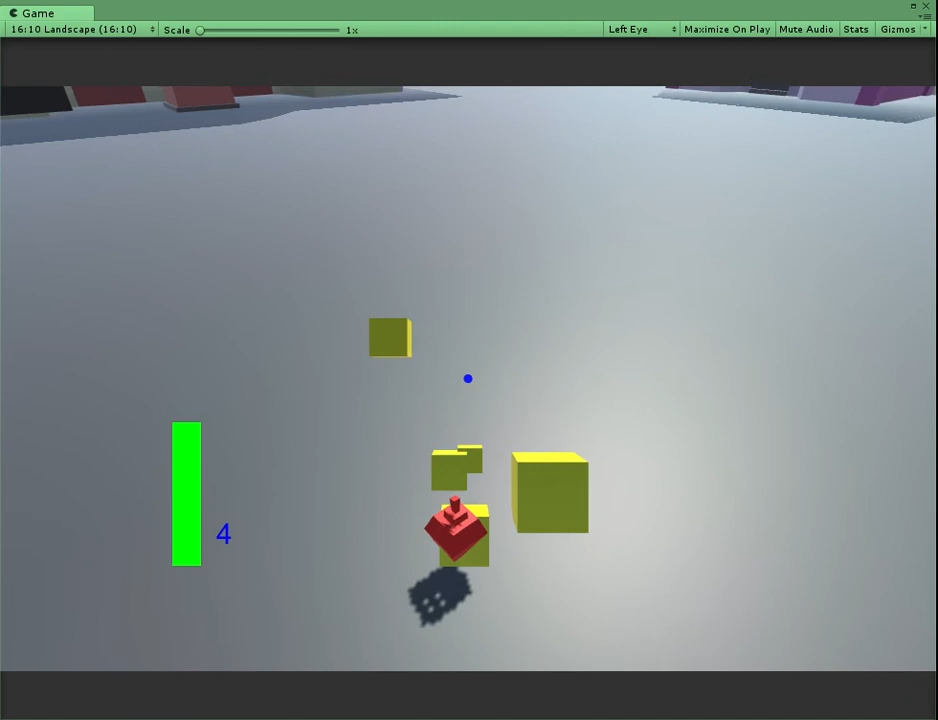 Game
16:10 Landscape (16:10) Scale 1x Left Eye Maximize On Play Mute Audio Stats Gizmos
4